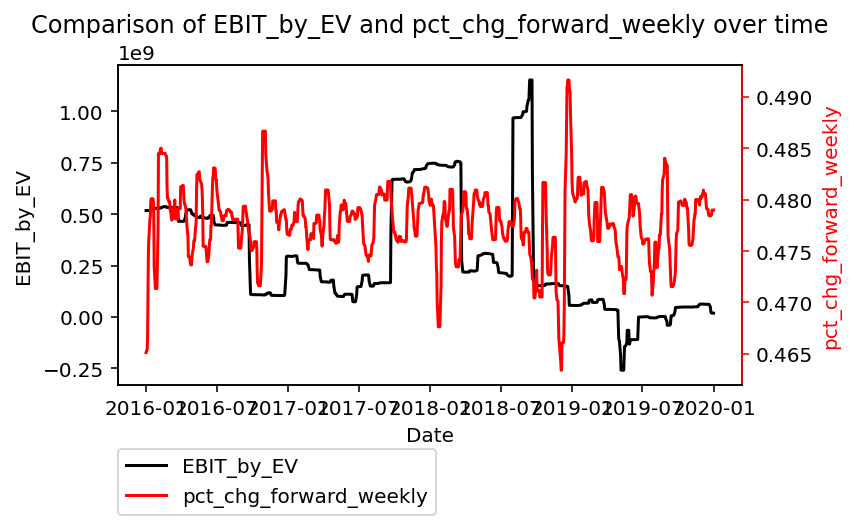 Comparison of EBIT_by_EV and pct_chg_forward_weekly over time
1e9
1.00
0.75
0.50
0.25
0.00
−0.25
EBIT_by_EV
0.490
0.485
0.480
0.475
0.470
0.465
pct_chg_forward_weekly
2016-01 2016-07 2017-01 2017-07 2018-01 2018-07 2019-01 2019-07 2020-01
Date
EBIT_by_EV
pct_chg_forward_weekly